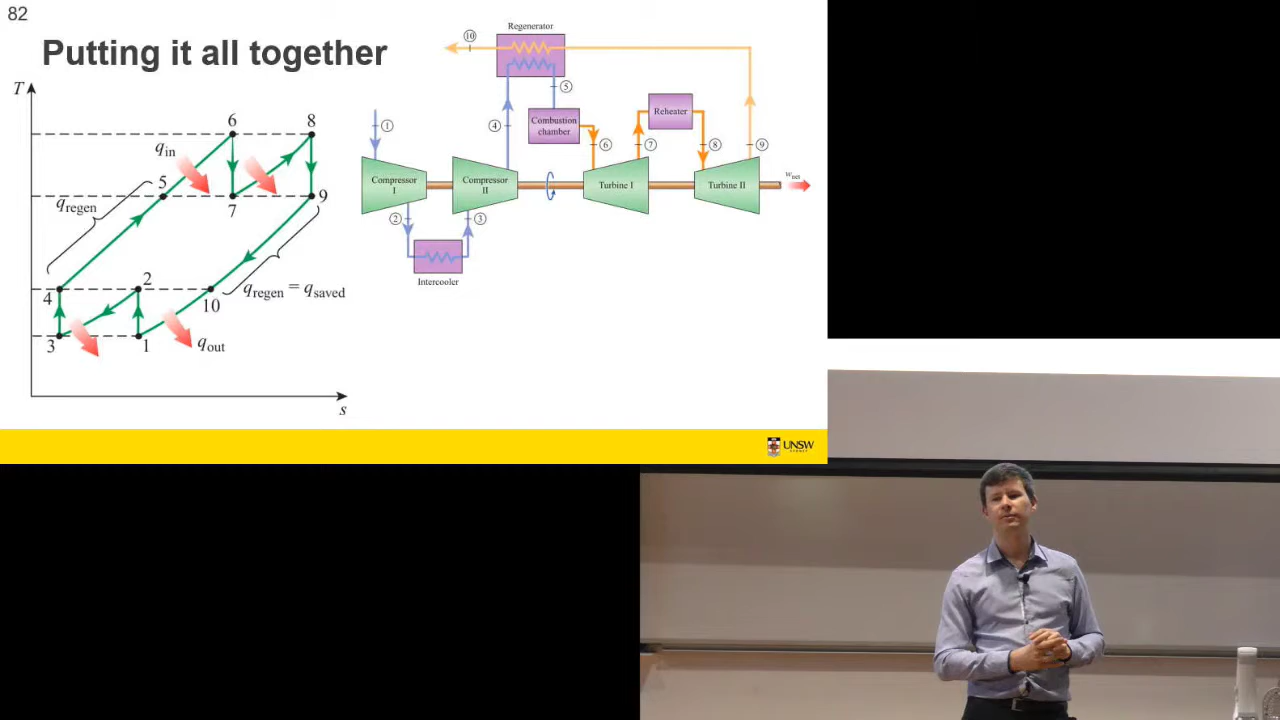 82
Putting it all together
T
6
8
q_in
5
q_regen
7
9
4
2
10
q_regen = q_saved
3
1
q_out
s
10
Regenerator
5
1
4
Combustion
chamber
6
Reheater
7
8
9
Compressor
I
Compressor
II
Turbine I
Turbine II
w_net
2
3
Intercooler
UNSW
SYDNEY